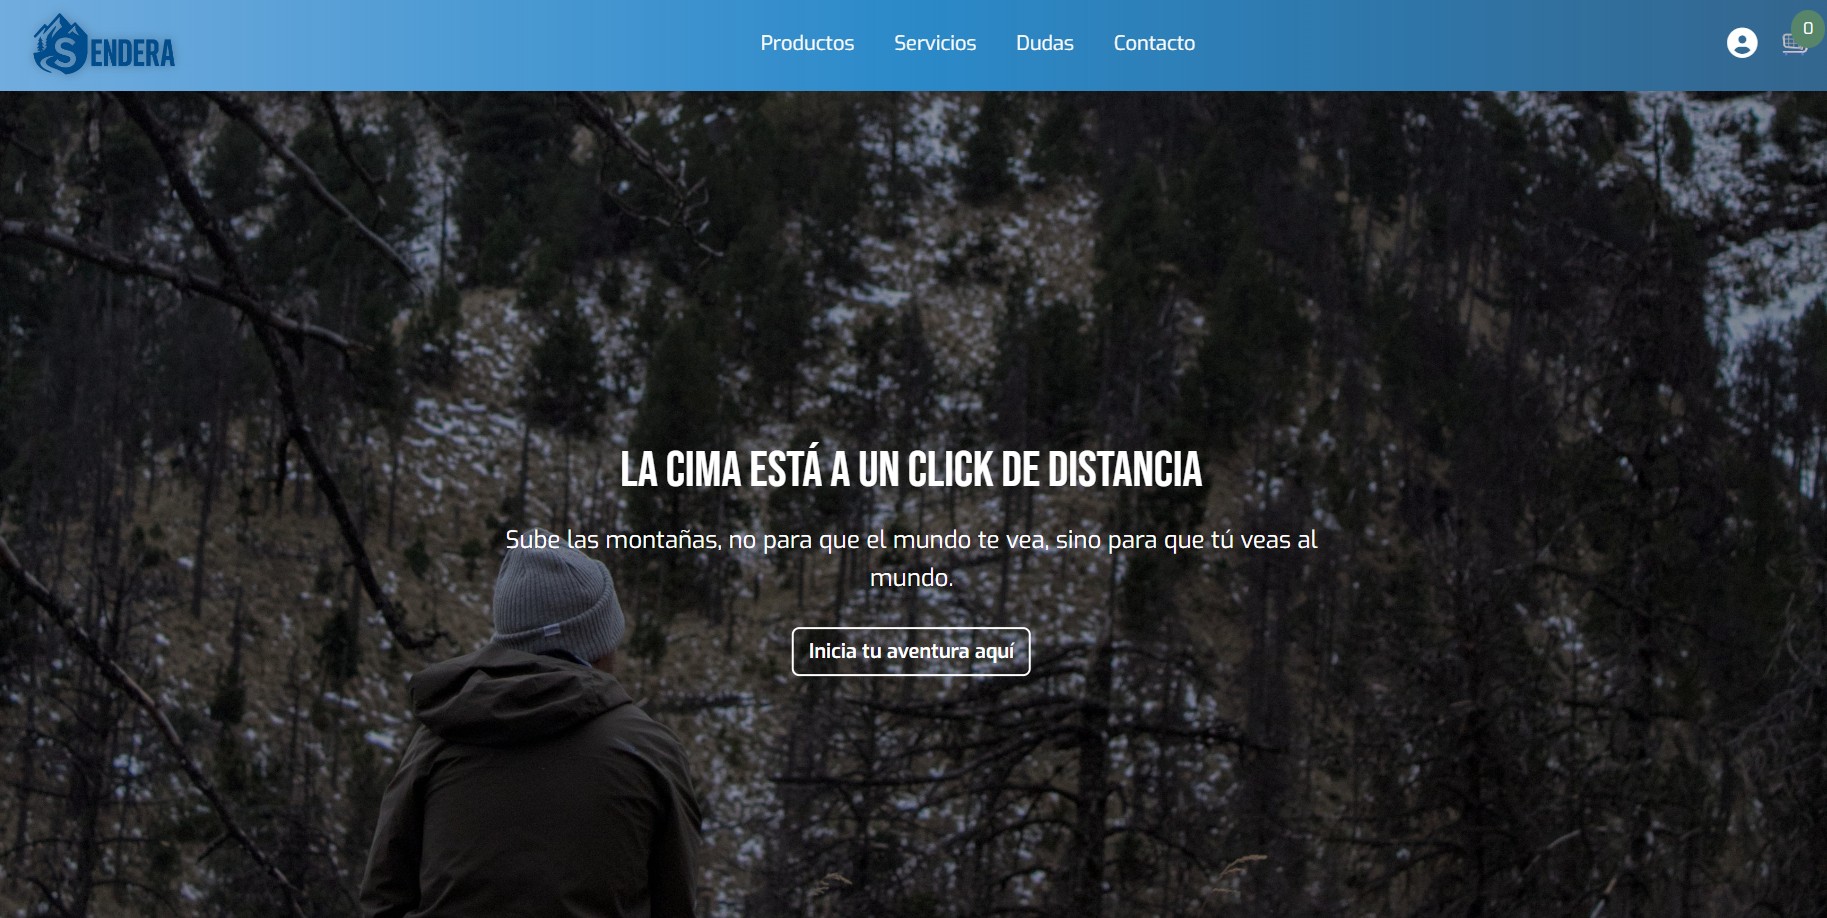 SENDERA
Productos Servicios Dudas Contacto
0
LA CIMA ESTÁ A UN CLICK DE DISTANCIA
Sube las montañas, no para que el mundo te vea, sino para que tú veas al
mundo.
Inicia tu aventura aquí